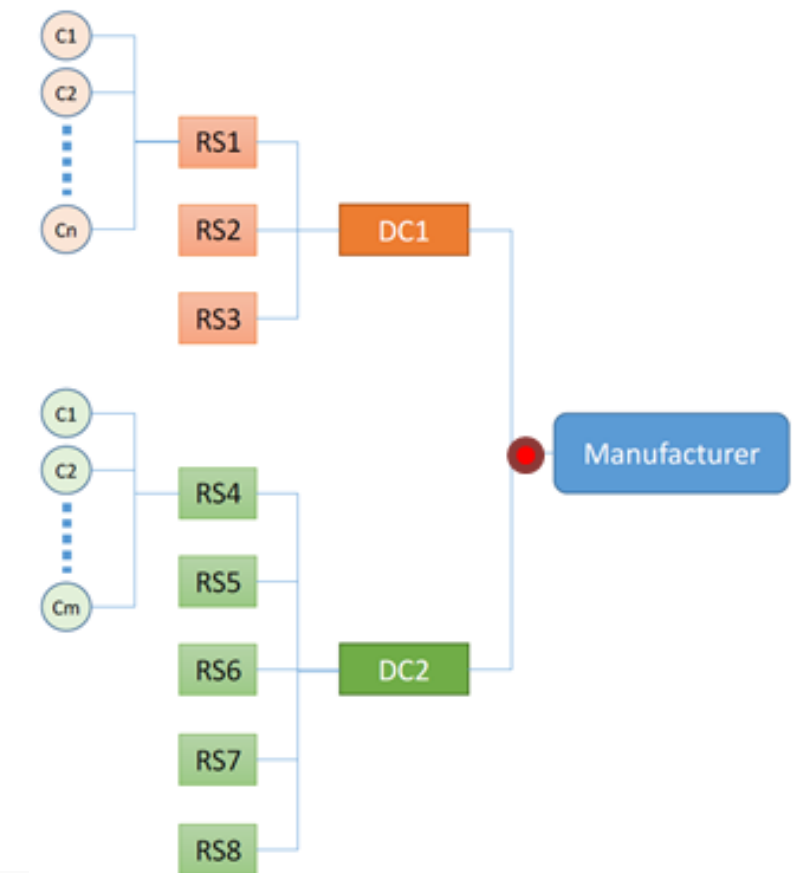 C1
C2
Cn
RS1
RS2
RS3
DC1
C1
C2
Cm
RS4
RS5
RS6
RS7
RS8
DC2
Manufacturer